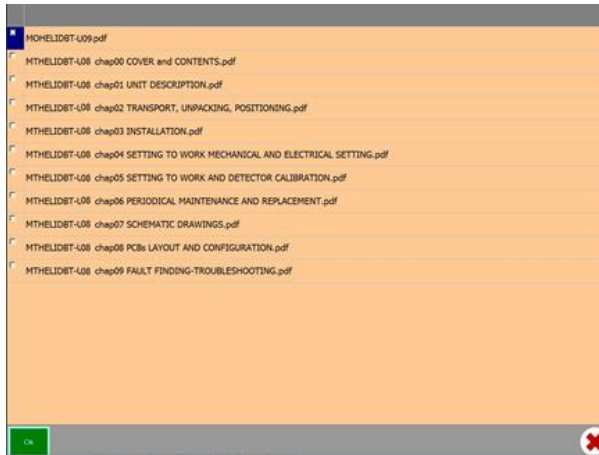 MOHELIDBT-U09.pdf
MTHELIDBT-U08 chap00 COVER and CONTENTS.pdf
MTHELIDBT-U08 chap01 UNIT DESCRIPTION.pdf
MTHELIDBT-U08 chap02 TRANSPORT, UNPACKING, POSITIONING.pdf
MTHELIDBT-U08 chap03 INSTALLATION.pdf
MTHELIDBT-U08 chap04 SETTING TO WORK MECHANICAL AND ELECTRICAL SETTING.pdf
MTHELIDBT-U08 chap05 SETTING TO WORK AND DETECTOR CALIBRATION.pdf
MTHELIDBT-U08 chap06 PERIODICAL MAINTENANCE AND REPLACEMENT.pdf
MTHELIDBT-U08 chap07 SCHEMATIC DRAWINGS.pdf
MTHELIDBT-U08 chap08 PCBs LAYOUT AND CONFIGURATION.pdf
MTHELIDBT-U08 chap09 FAULT FINDING-TROUBLESHOOTING.pdf
Ok